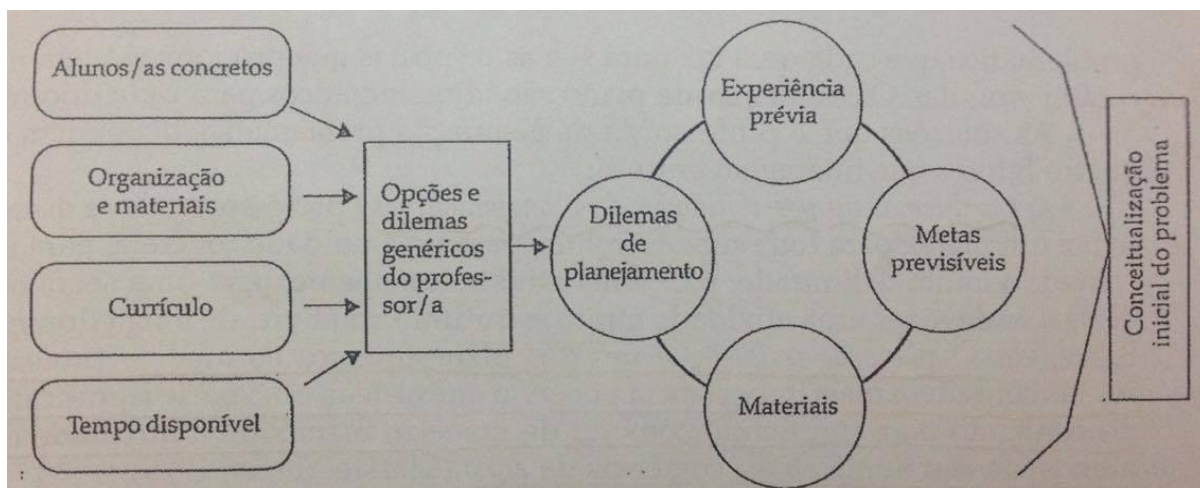 Alunos/as concretos
Organização
e materiais
Currículo
Tempo disponível
Opções e
dilemas
genéricos
do profes-
sor/a
Experiência
prévia
Dilemas
de
planejamento
Metas
previsíveis
Materiais
Conceitualização
inicial do problema